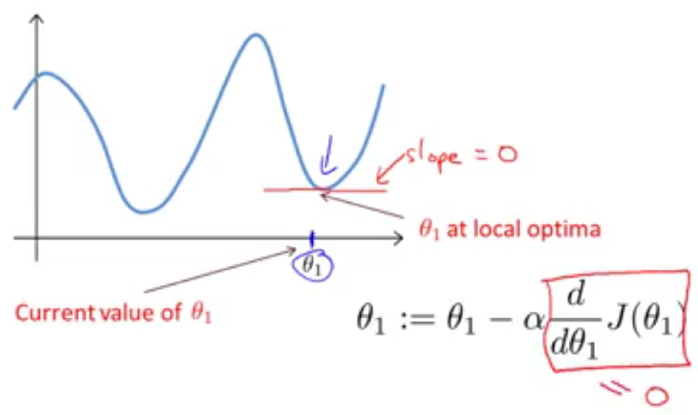 slope = 0
θ₁ at local optima
θ₁
Current value of θ₁
θ₁ := θ₁ − α d/dθ₁ J(θ₁)
= 0